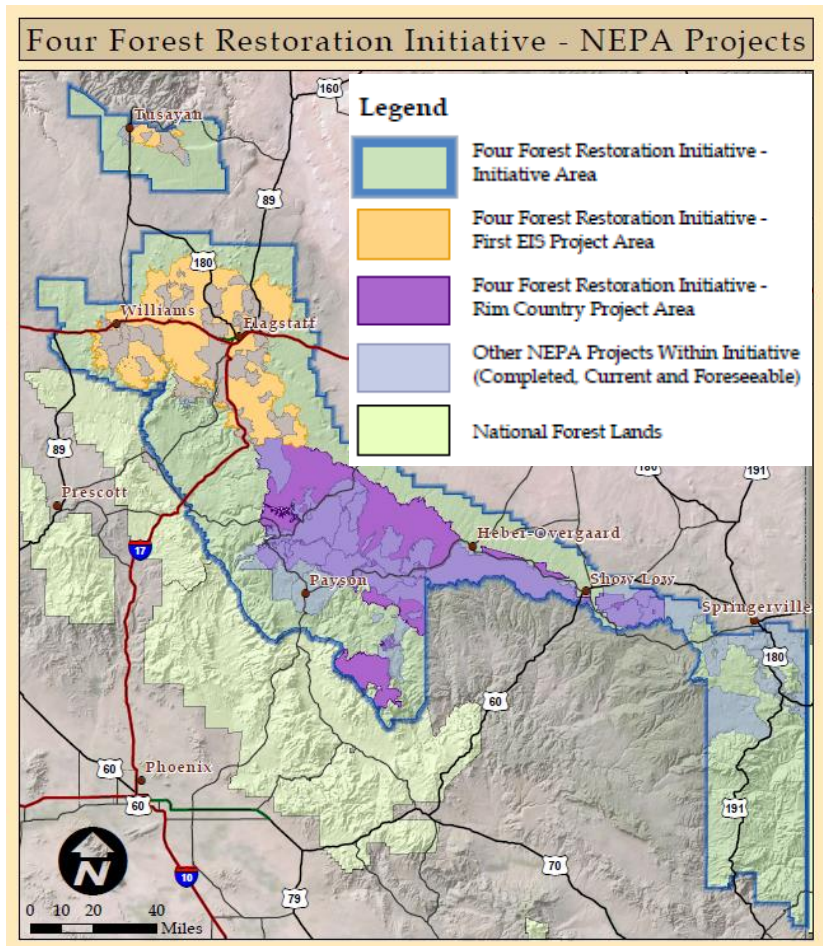 Four Forest Restoration Initiative - NEPA Projects
160
Legend
Tusayan
Four Forest Restoration Initiative -
Initiative Area
89
Four Forest Restoration Initiative -
First EIS Project Area
180
Four Forest Restoration Initiative -
Rim Country Project Area
Williams
Flagstaff
Other NEPA Projects Within Initiative
(Completed, Current and Foreseeable)
National Forest Lands
89
180
191
Prescott
Heber-Overgaard
17
Payson
Show Low
Springerville
180
60
Phoenix
60
60
191
N
70
10
79
0 10 20 40
Miles